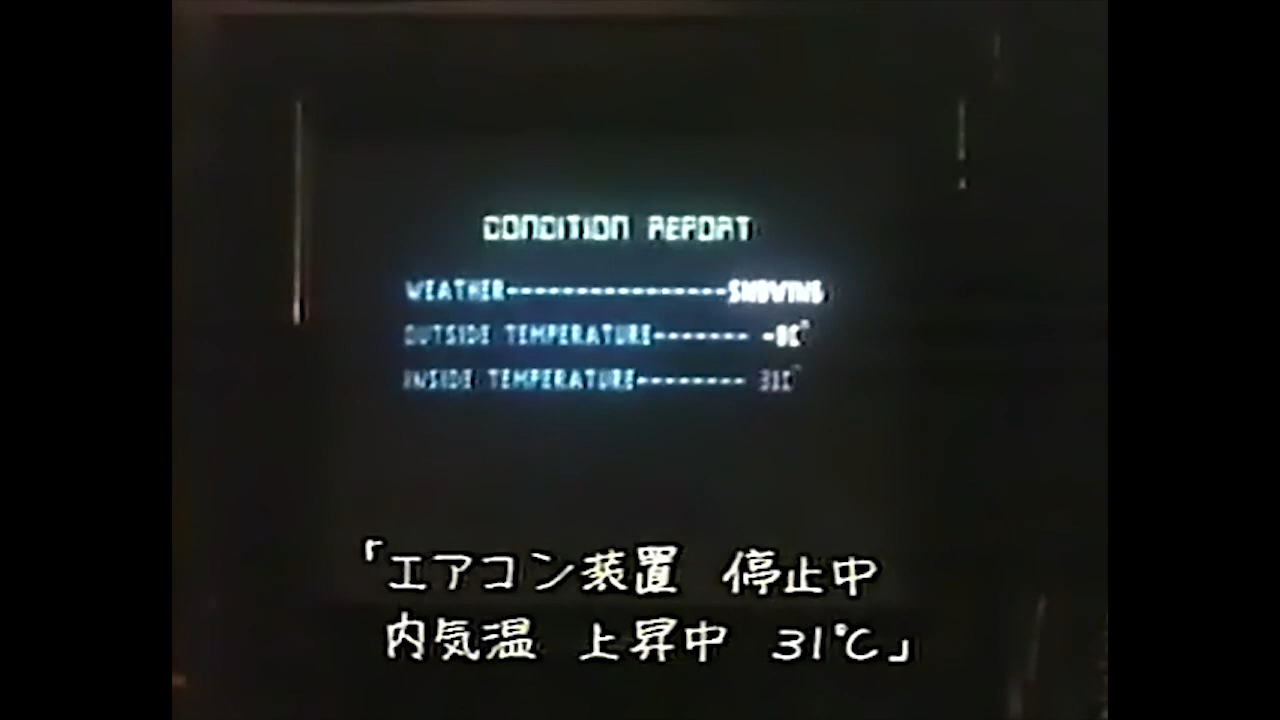 CONDITION REPORT
WEATHER-----------------SNOWING
OUTSIDE TEMPERATURE-------
INSIDE TEMPERATURE-------- 31C°
「エアコン装置 停止中
内気温 上昇中 31℃」